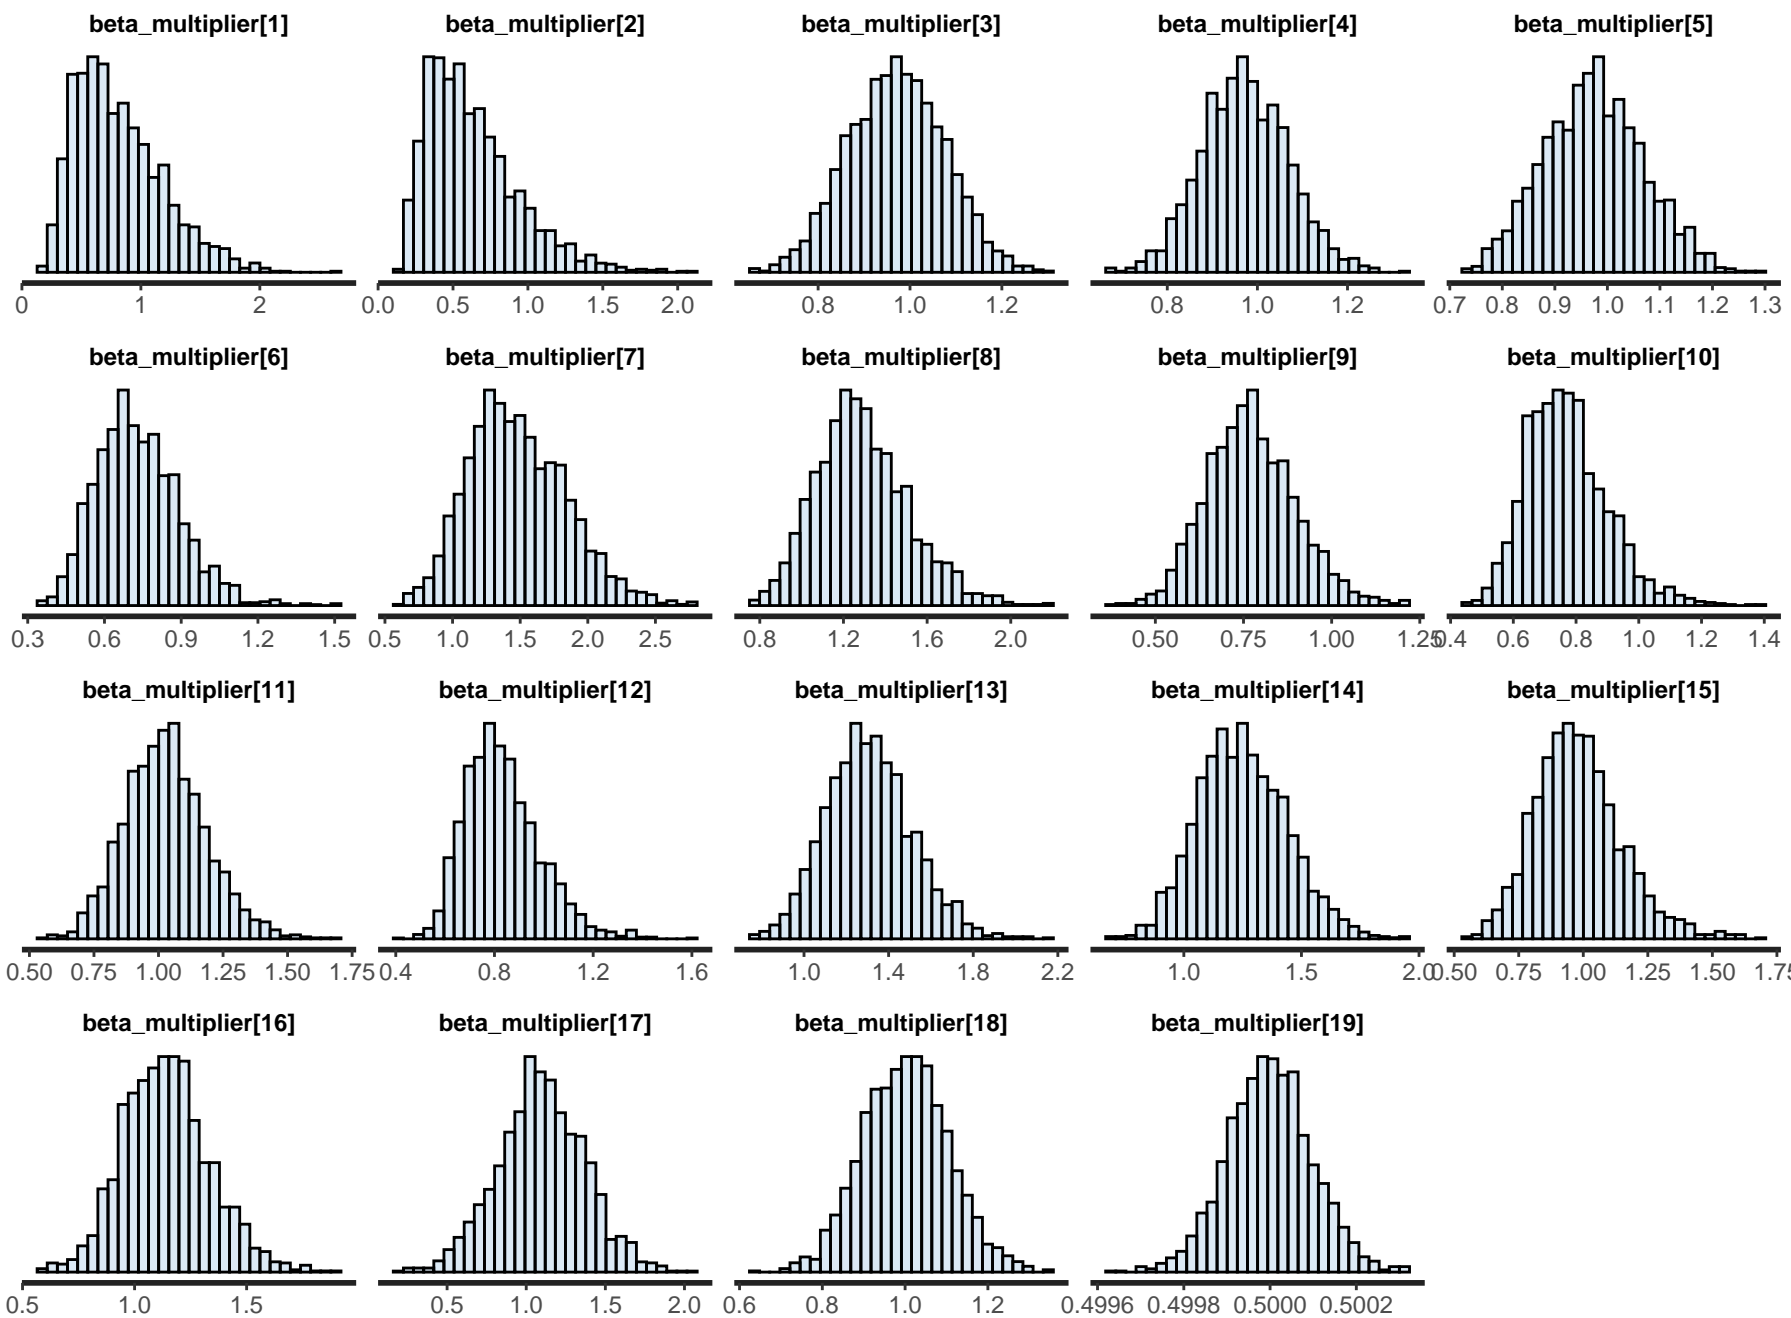 beta_multiplier[1] beta_multiplier[2] beta_multiplier[3] beta_multiplier[4] beta_multiplier[5]
0 1 2 0.0 0.5 1.0 1.5 2.0 0.8 1.0 1.2 0.8 1.0 1.2 0.7 0.8 0.9 1.0 1.1 1.2 1.3
beta_multiplier[6] beta_multiplier[7] beta_multiplier[8] beta_multiplier[9] beta_multiplier[10]
0.3 0.6 0.9 1.2 1.5 0.5 1.0 1.5 2.0 2.5 0.8 1.2 1.6 2.0 0.50 0.75 1.00 1.25 0.4 0.6 0.8 1.0 1.2 1.4
beta_multiplier[11] beta_multiplier[12] beta_multiplier[13] beta_multiplier[14] beta_multiplier[15]
0.50 0.75 1.00 1.25 1.50 1.75 0.4 0.8 1.2 1.6 1.0 1.4 1.8 2.2 1.0 1.5 2.0 0.50 0.75 1.00 1.25 1.50 1.75
beta_multiplier[16] beta_multiplier[17] beta_multiplier[18] beta_multiplier[19]
0.5 1.0 1.5 0.5 1.0 1.5 2.0 0.6 0.8 1.0 1.2 0.4996 0.4998 0.5000 0.5002